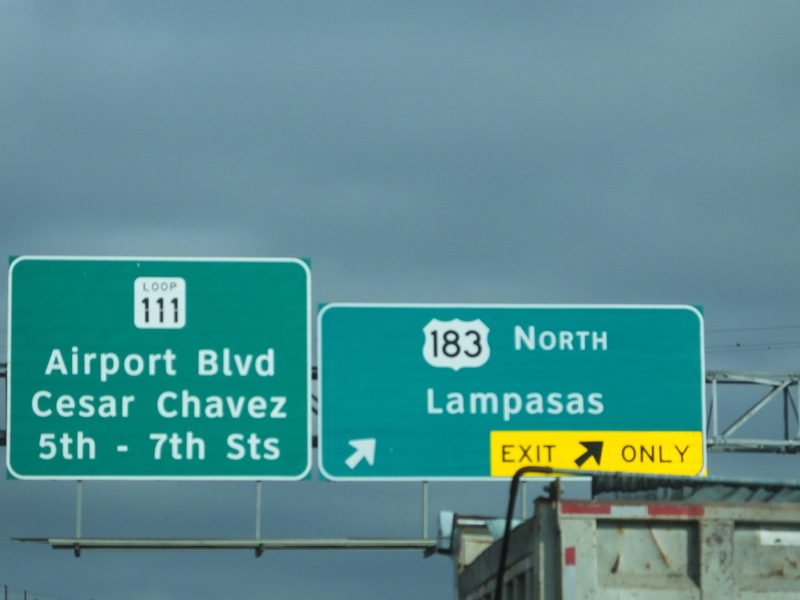 LOOP
111
Airport Blvd
Cesar Chavez
5th - 7th Sts
183 NORTH
Lampasas
EXIT ONLY